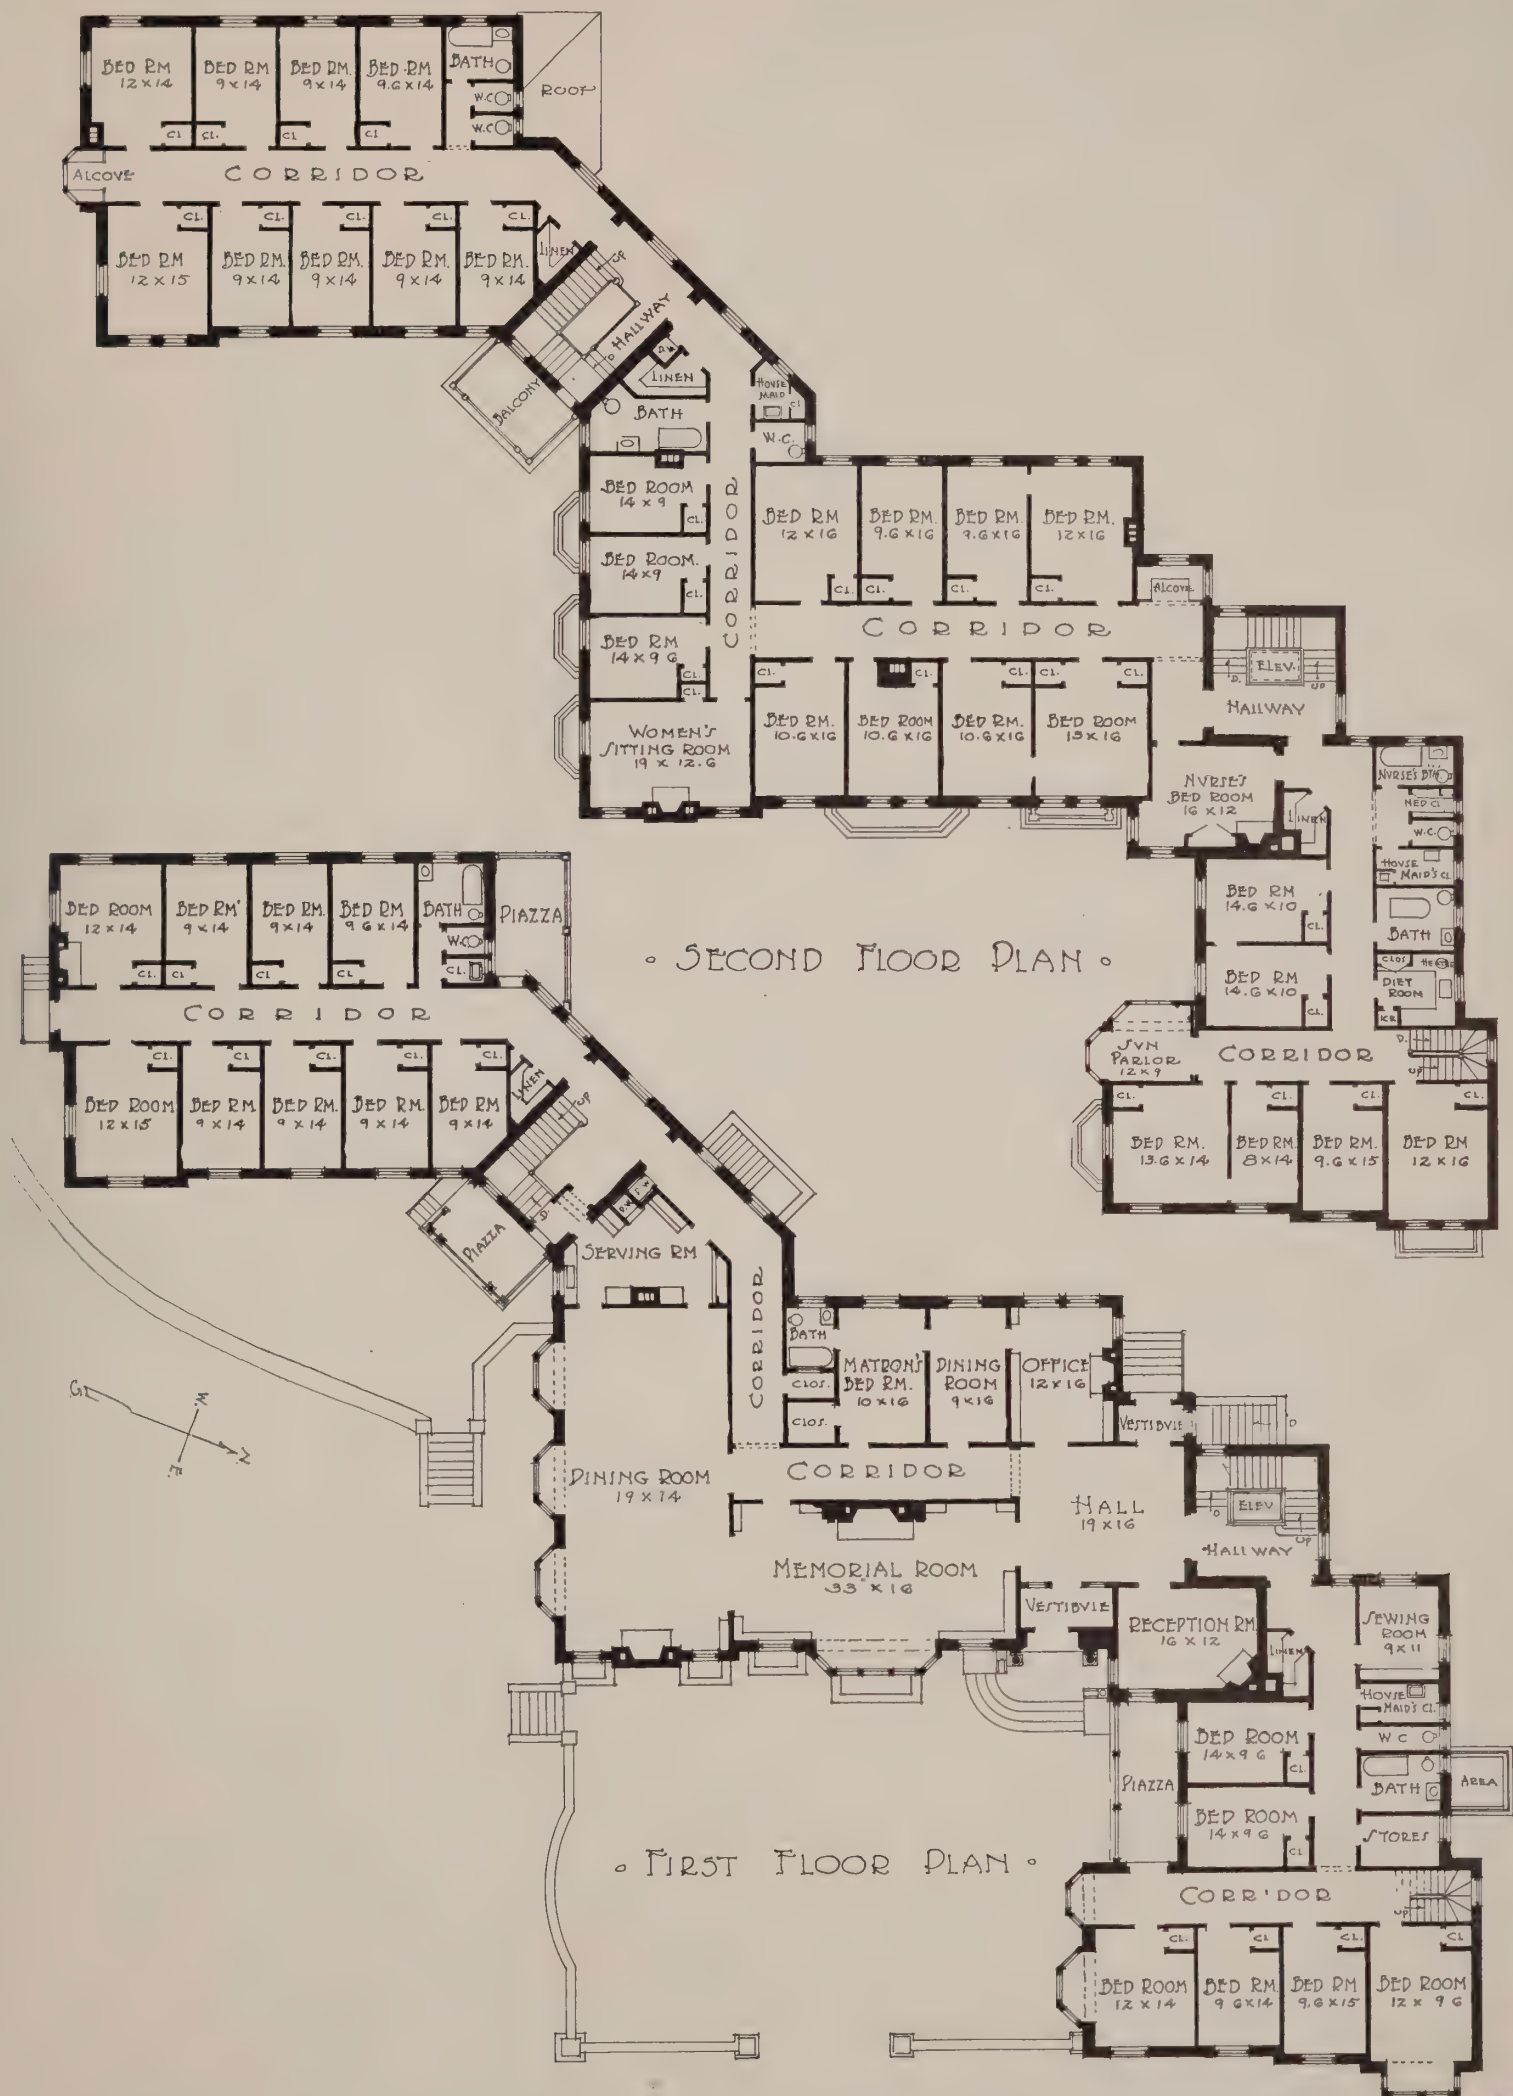 BED RM
12 X 14
BED RM
9 X 14
BED RM.
9 X 14
BED RM
9.6 X 14
BATH
W.C
W.C
ROOF
CL
CL.
CL
CL
ALCOVE
CORRIDOR
CL.
CL.
CL.
CL.
CL.
LINEN
BED RM
12 X 15
BED RM.
9 X 14
BED RM.
9 X 14
BED RM.
9 X 14
BED RM.
9 X 14
UP
D
HALLWAY
BALCONY
D.W.
LINEN
HOUSE
MAID
CL
BATH
W.C.
BED ROOM
14 X 9
CL.
BED ROOM.
14 X 9
CL.
BED RM
14 X 9 6
CL.
CL.
CORRIDOR
WOMEN'S
SITTING ROOM
19 X 12.6
BED RM
12 X 16
BED RM.
9.6 X 16
BED RM.
9.6 X 16
BED RM.
12 X 16
CL.
CL.
CL.
CL.
ALCOVE
CORRIDOR
CL.
CL.
CL.
CL.
CL.
BED RM.
10.6 X 16
BED ROOM
10.6 X 16
BED RM.
10.6 X 16
BED ROOM
13 X 16
ELEV.
D.
UP
HALLWAY
NURSE'S
BED ROOM
16 X 12
LINEN
NURSE'S BTH
MED CL
W.C.
HOUSE
MAID'S CL
BED RM
14.6 X 10
CL.
BATH
BED RM
14.6 X 10
CL.
CLOS
DIET
ROOM
SUN
PARLOR
12 X 9
CORRIDOR
D.
UP
CL.
CL.
CL.
CL.
BED RM.
13.6 X 14
BED RM.
8 X 14
BED RM.
9.6 X 15
BED RM
12 X 16
• SECOND FLOOR PLAN •
BED ROOM
12 X 14
BED RM
9 X 14
BED RM.
9 X 14
BED RM
9 6 X 14
BATH
W.C
CL.
PIAZZA
CL.
CL
CL.
CL.
CORRIDOR
CL.
CL.
CL.
CL.
CL.
LINEN
BED ROOM
12 X 15
BED RM
9 X 14
BED RM.
9 X 14
BED RM.
9 X 14
BED RM
9 X 14
UP
D.
PIAZZA
D.W.
SERVING RM
CORRIDOR
BATH
CLOS.
CLOS.
MATRON'S
BED RM.
10 X 16
DINING
ROOM
9 X 16
OFFICE
12 X 16
VESTIBULE
D
DINING ROOM
19 X 74
CORRIDOR
HALL
19 X 16
ELEV
D
UP
HALLWAY
MEMORIAL ROOM
33 X 16
VESTIBULE
RECEPTION RM.
16 X 12
LINEN
SEWING
ROOM
9 X 11
HOUSE
MAID'S CL.
W C
BED ROOM
14 X 9 6
CL.
BATH
AREA
PIAZZA
BED ROOM
14 X 9 6
CL
STORES
CORRIDOR
UP
CL.
CL
CL.
CL
BED ROOM
12 X 14
BED RM
9 6 X 14
BED RM
9.6 X 15
BED ROOM
12 X 9 6
W.
E.
N.
• FIRST FLOOR PLAN •